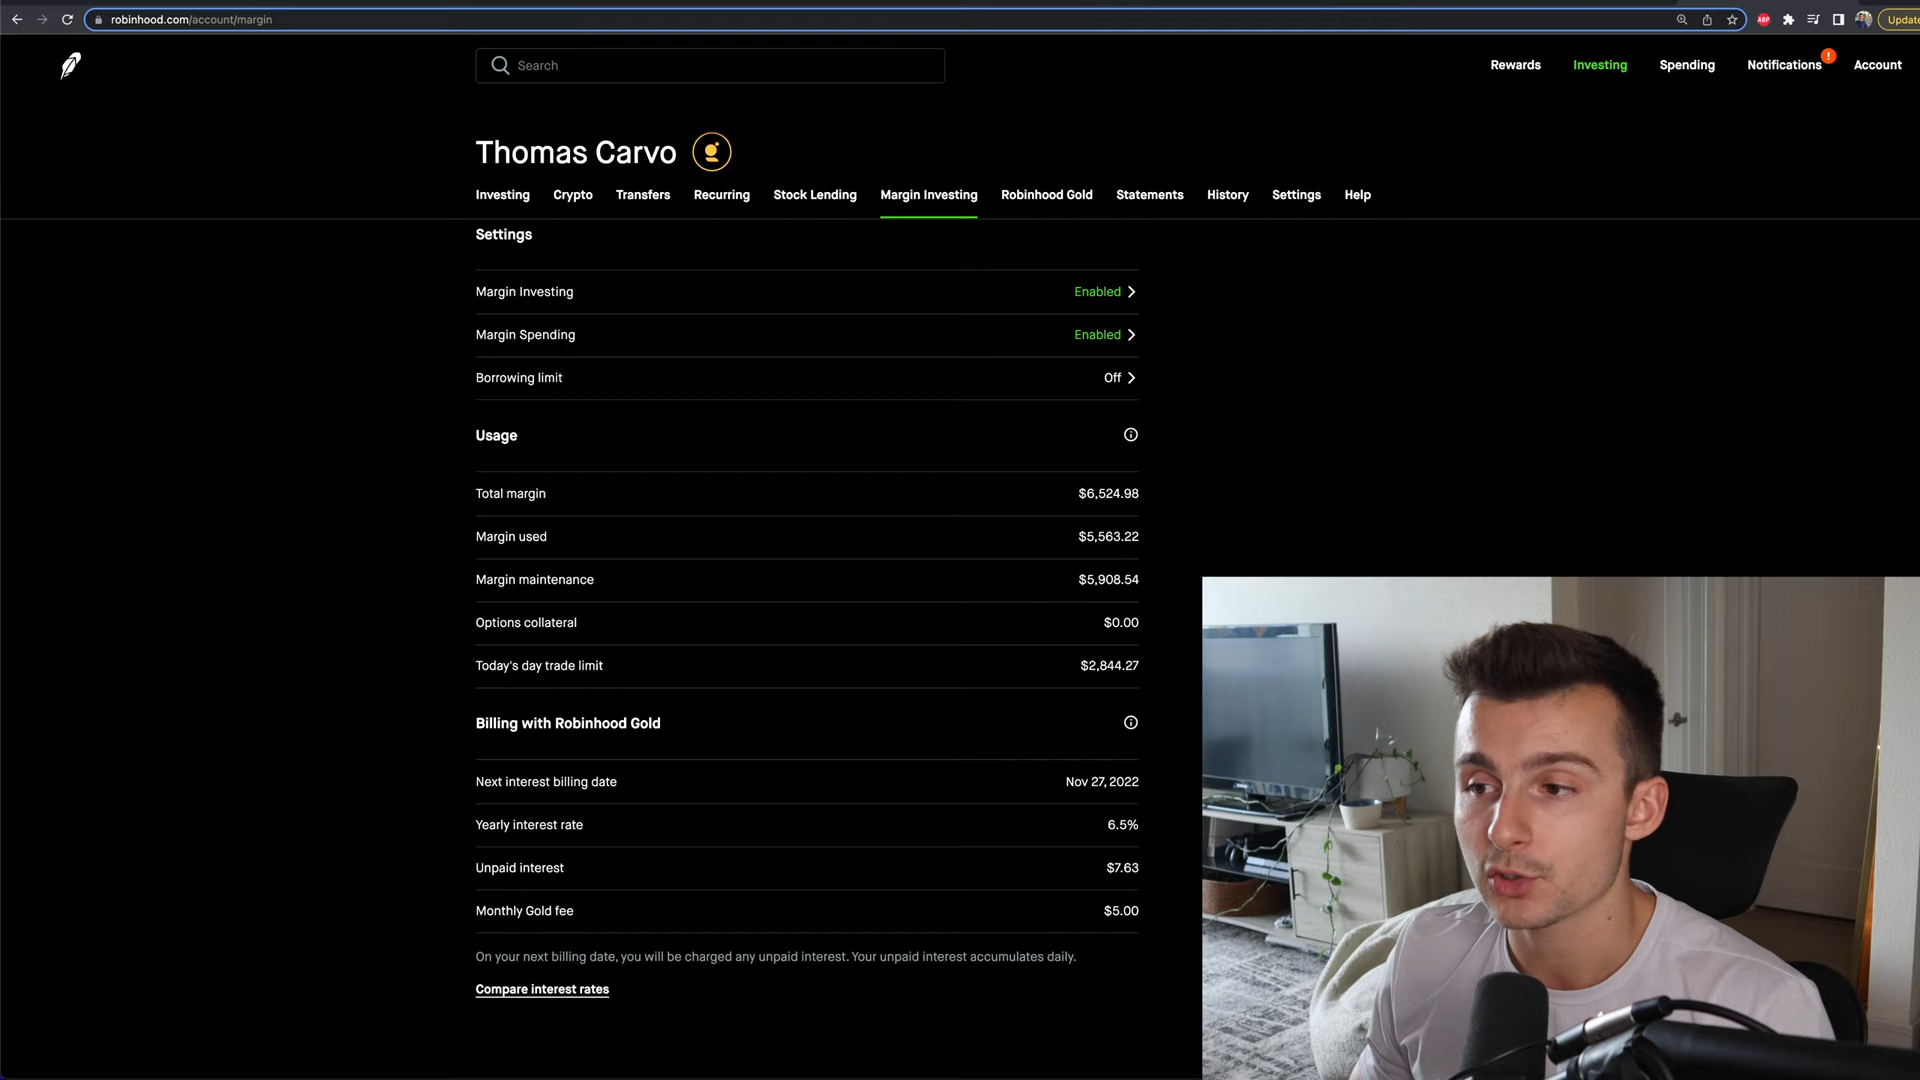 robinhood.com/account/margin
ABP
Update
Search
Rewards
Investing
Spending
Notifications
!
Account
Thomas Carvo
Investing Crypto Transfers Recurring Stock Lending Margin Investing Robinhood Gold Statements History Settings Help
Settings
Margin Investing Enabled
Margin Spending Enabled
Borrowing limit Off
Usage
Total margin $6,524.98
Margin used $5,563.22
Margin maintenance $5,908.54
Options collateral $0.00
Today's day trade limit $2,844.27
Billing with Robinhood Gold
Next interest billing date Nov 27, 2022
Yearly interest rate 6.5%
Unpaid interest $7.63
Monthly Gold fee $5.00
On your next billing date, you will be charged any unpaid interest. Your unpaid interest accumulates daily.
Compare interest rates